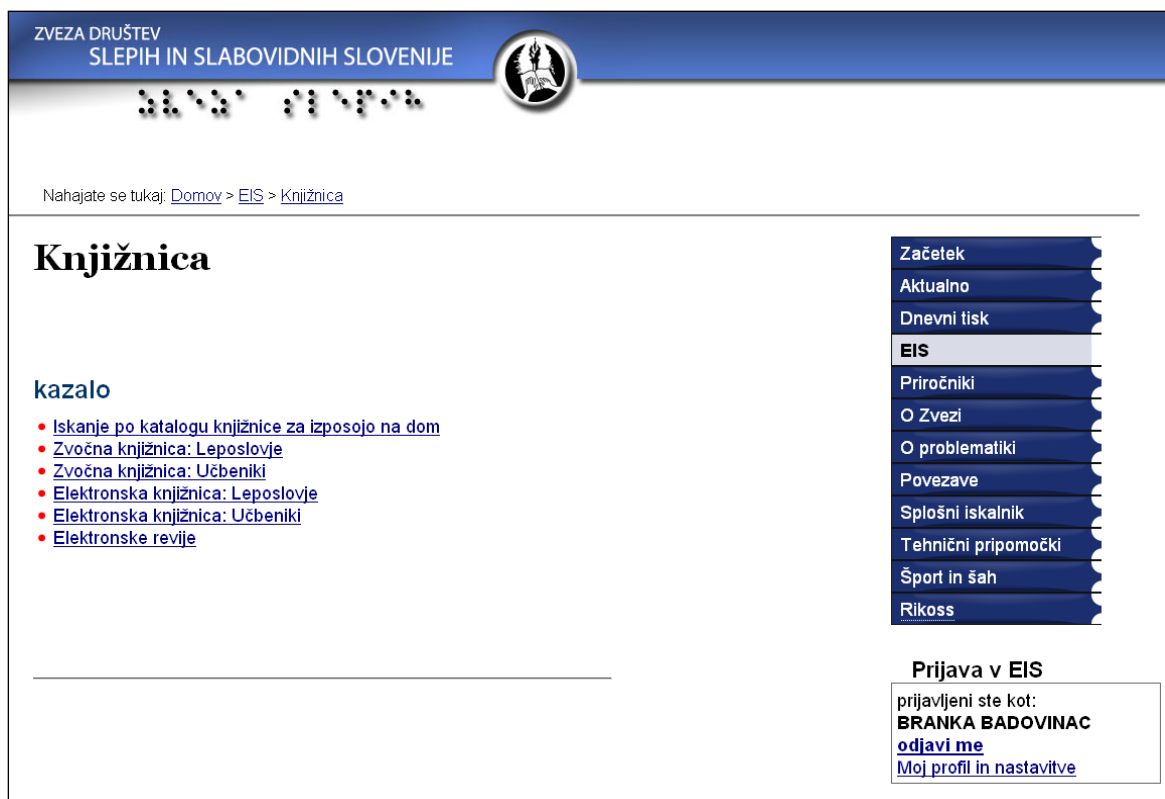 ZVEZA DRUŠTEV
SLEPIH IN SLABOVIDNIH SLOVENIJE
⠵⠧⠑⠵⠁ ⠎⠇⠑⠏⠊⠓
Nahajate se tukaj: Domov > EIS > Knjižnica
Knjižnica
kazalo
Iskanje po katalogu knjižnice za izposojo na dom
Zvočna knjižnica: Leposlovje
Zvočna knjižnica: Učbeniki
Elektronska knjižnica: Leposlovje
Elektronska knjižnica: Učbeniki
Elektronske revije
Začetek
Aktualno
Dnevni tisk
EIS
Priročniki
O Zvezi
O problematiki
Povezave
Splošni iskalnik
Tehnični pripomočki
Šport in šah
Rikoss
Prijava v EIS
prijavljeni ste kot:
BRANKA BADOVINAC
odjavi me
Moj profil in nastavitve